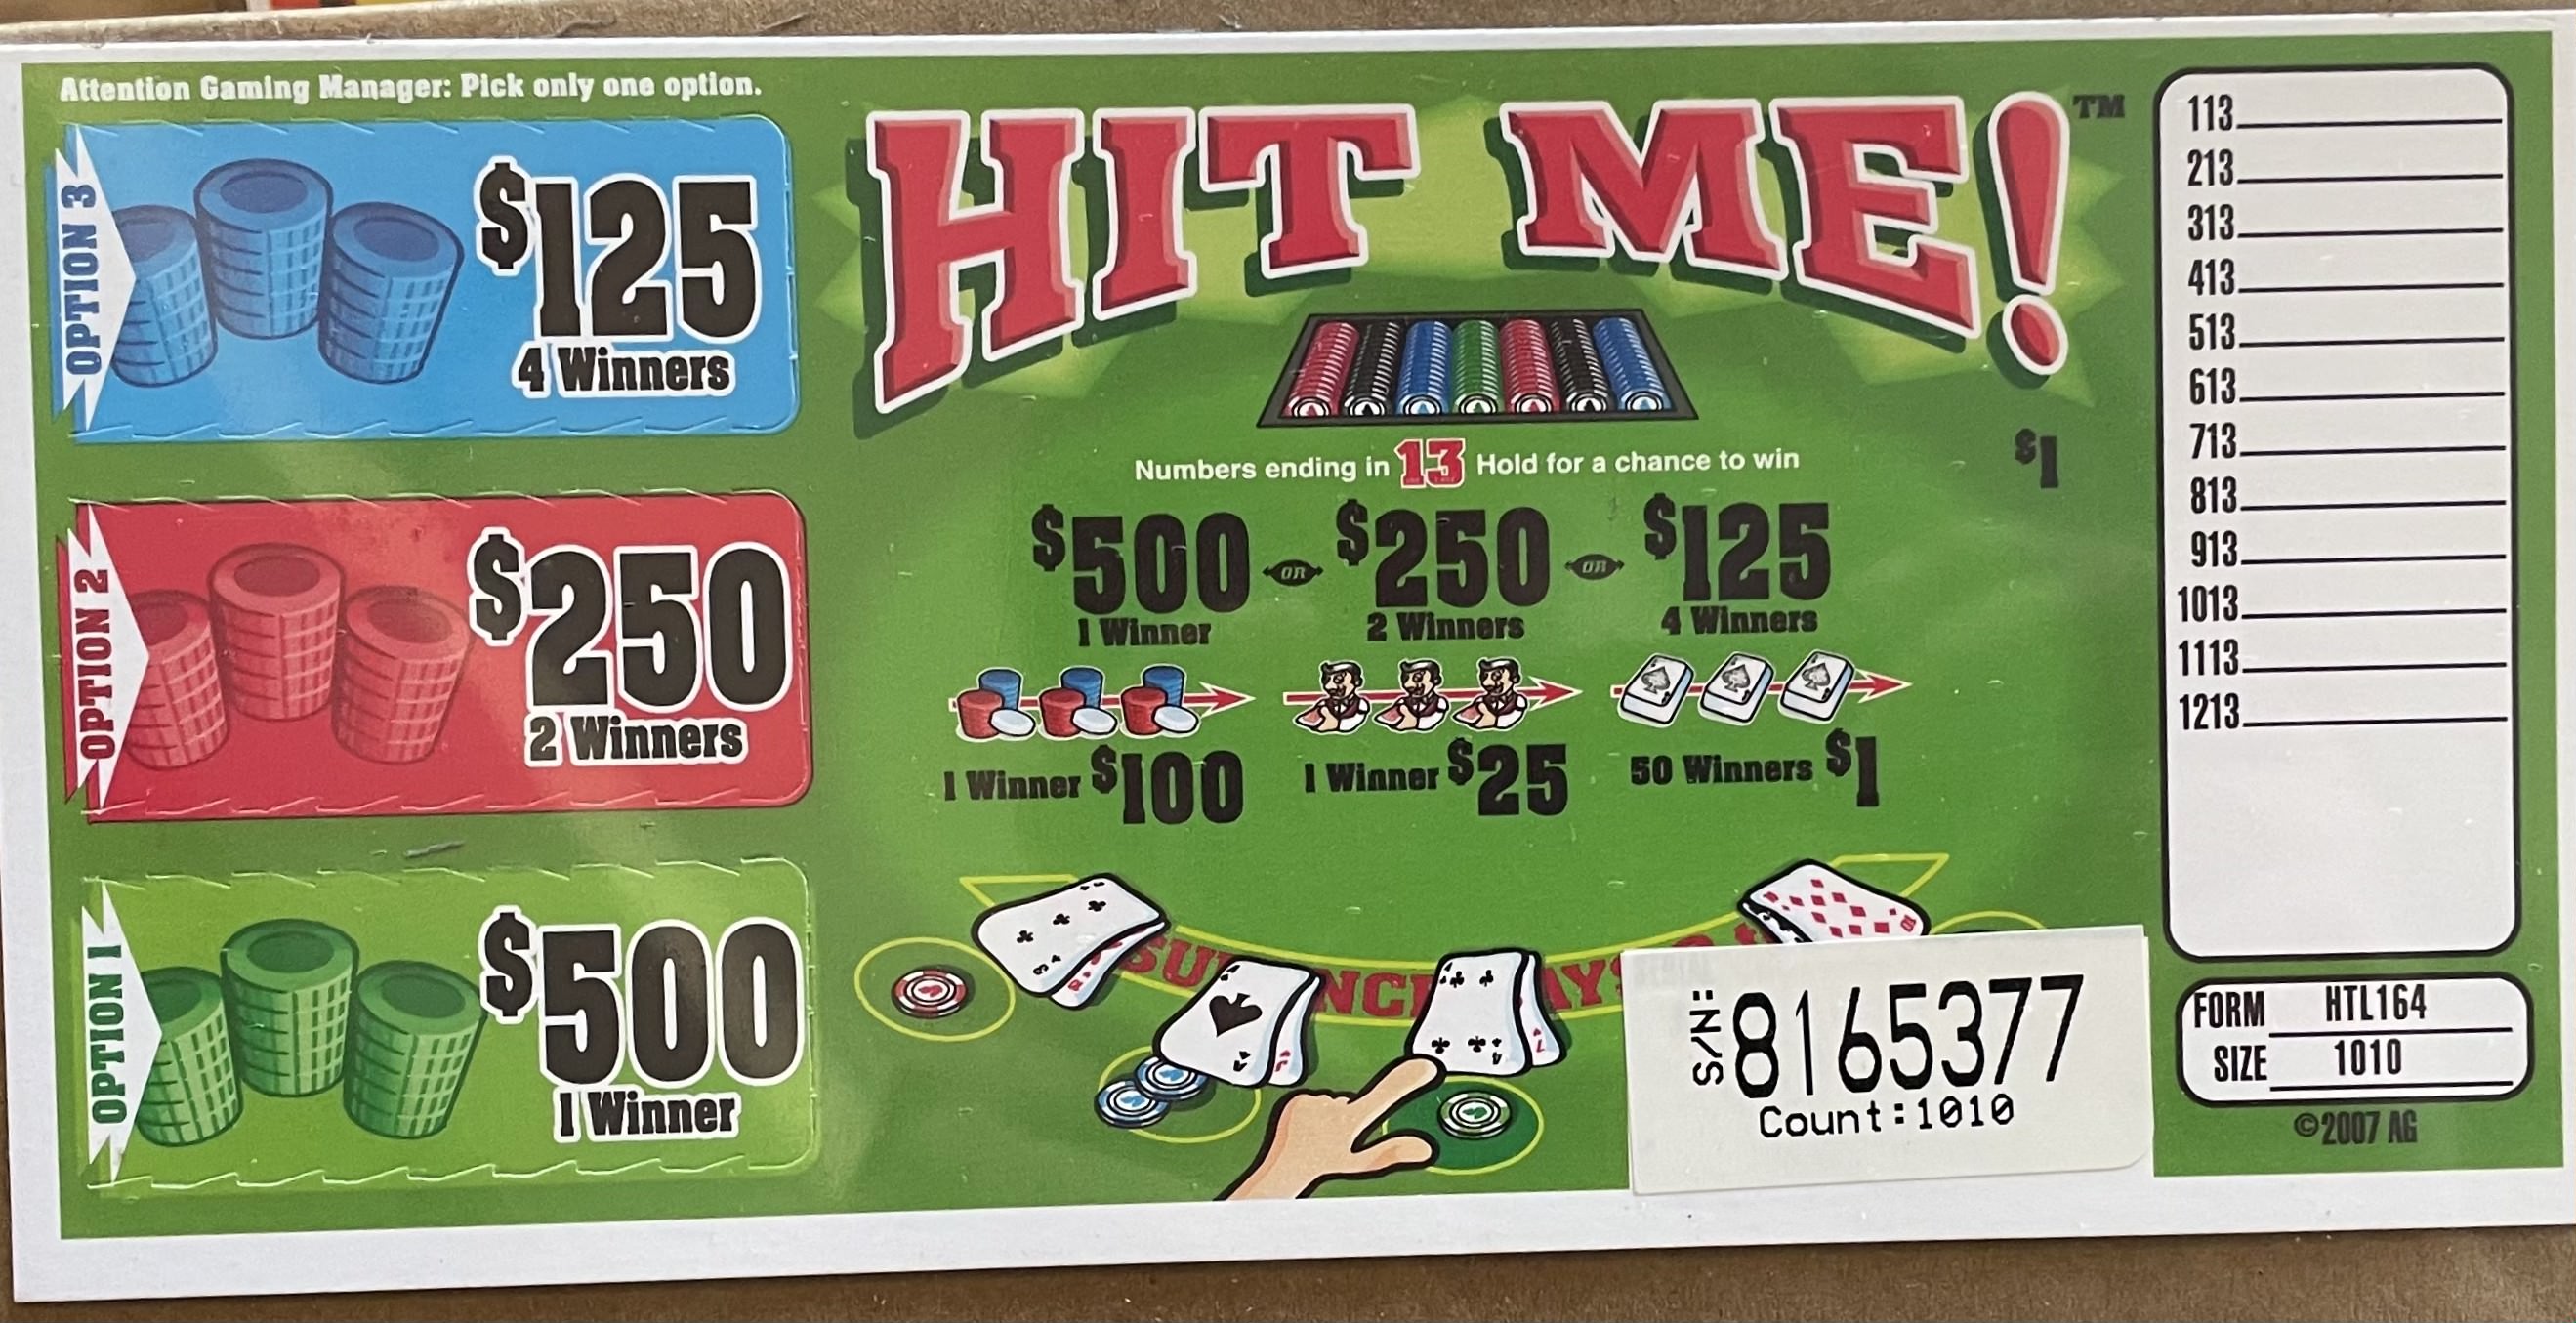 Attention Gaming Manager: Pick only one option.
OPTION 3
$125
4 Winners
OPTION 2
$250
2 Winners
OPTION 1
$500
1 Winner
HIT ME!™
$1
Numbers ending in 13 Hold for a chance to win
$500 OR $250 OR $125
1 Winner 2 Winners 4 Winners
1 Winner $100 1 Winner $25 50 Winners $1
S/N: 8165377
Count:1010
113
213
313
413
513
613
713
813
913
1013
1113
1213
FORM HTL164
SIZE 1010
©2007 AG